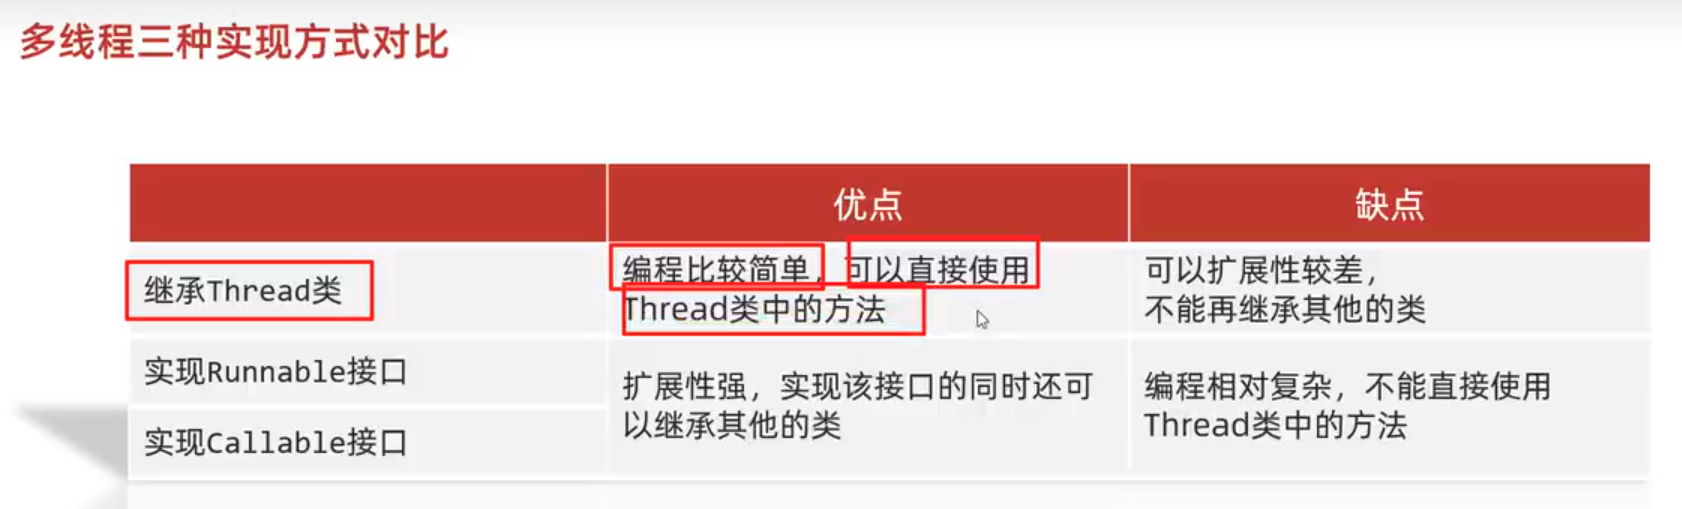 多线程三种实现方式对比
优点
缺点
继承Thread类
编程比较简单，可以直接使用
Thread类中的方法
可以扩展性较差，
不能再继承其他的类
实现Runnable接口
实现Callable接口
扩展性强，实现该接口的同时还可
以继承其他的类
编程相对复杂，不能直接使用
Thread类中的方法